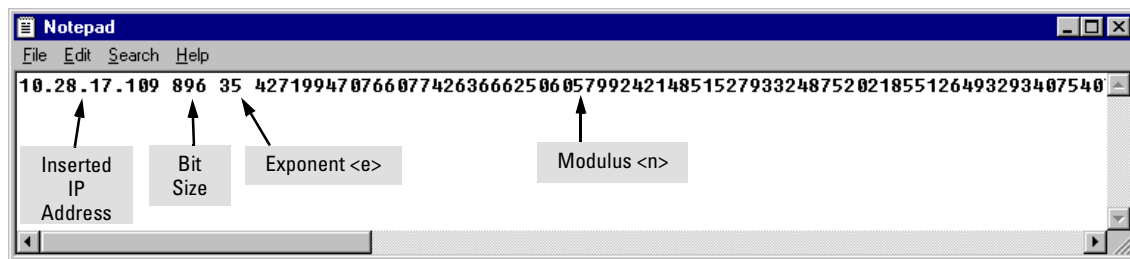 Notepad
File Edit Search Help
10.28.17.109 896 35 427199470766077426366625060579924214851527933248752021855126493293407540
Inserted IP Address
Bit Size
Exponent <e>
Modulus <n>